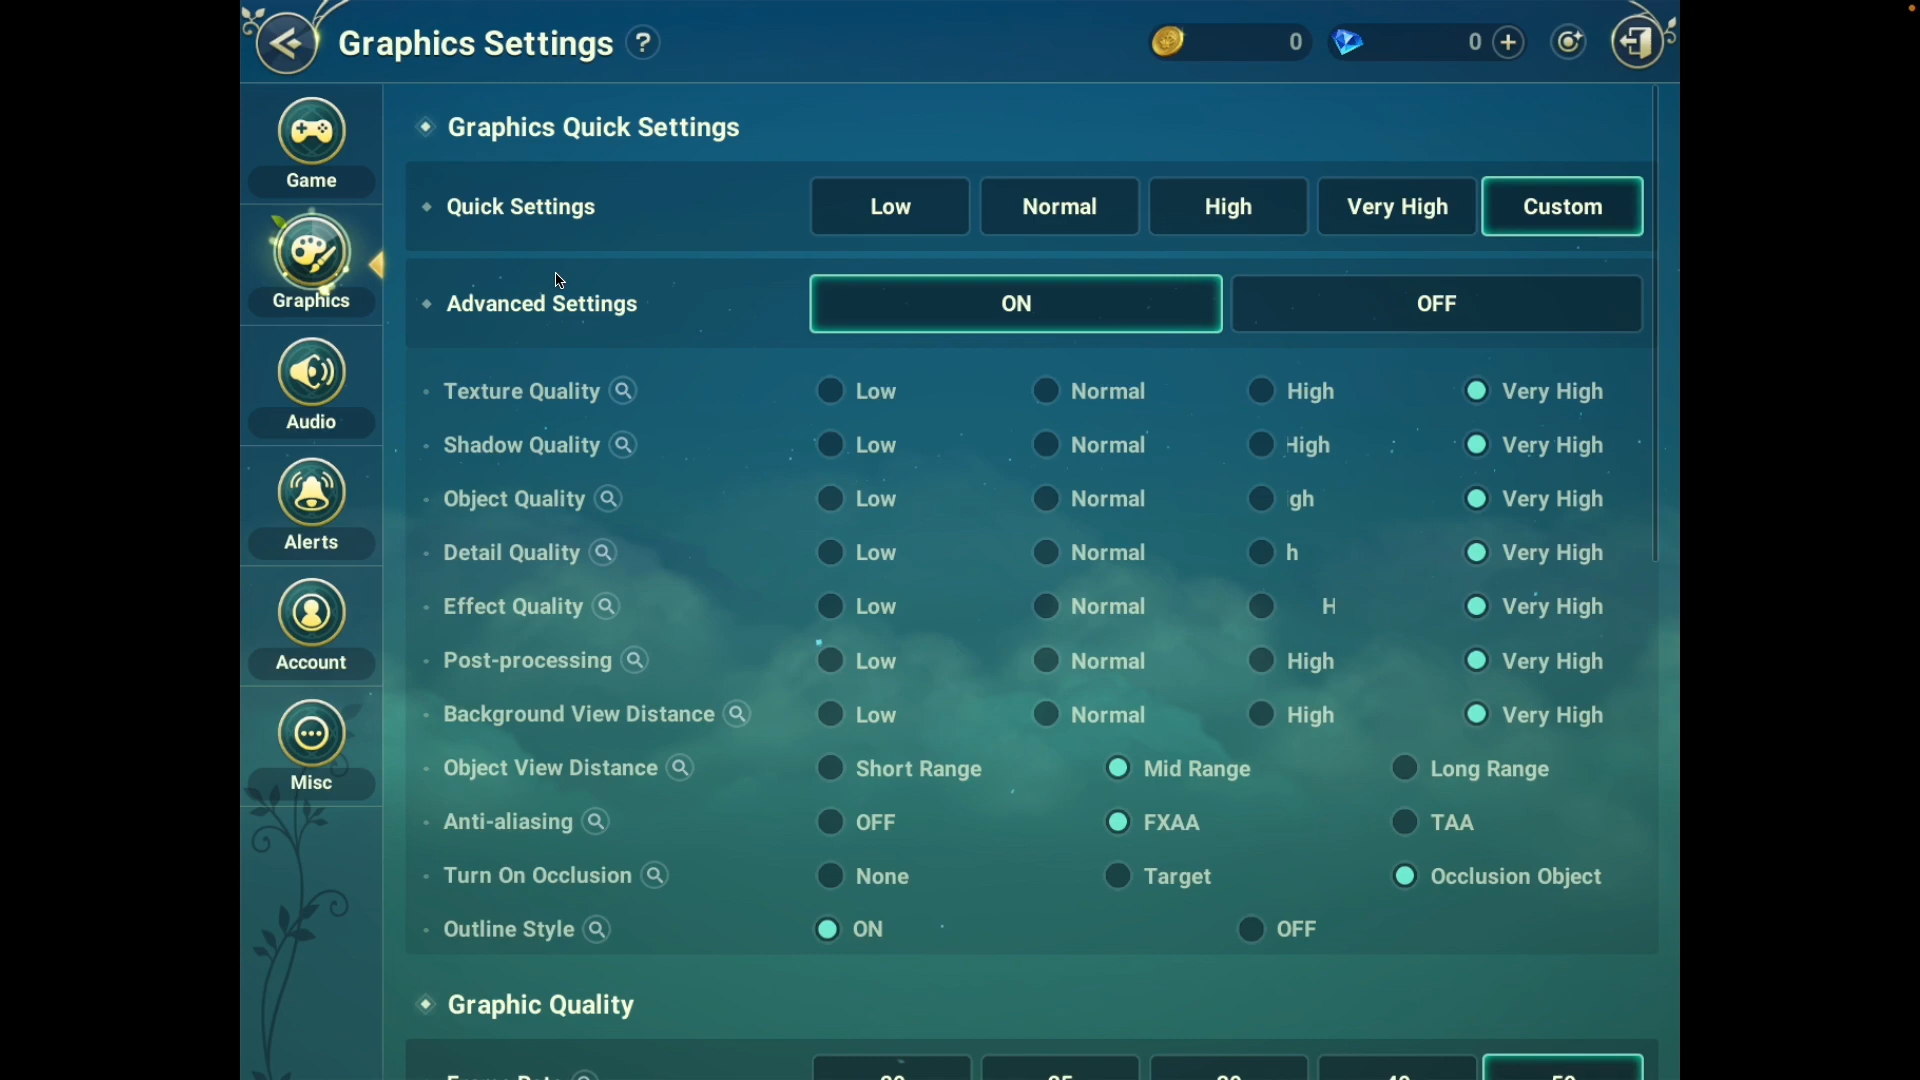 Graphics Settings ? 0 0 +
Game
Graphics
Audio
Alerts
Account
Misc
Graphics Quick Settings
Quick Settings Low Normal High Very High Custom
Advanced Settings ON OFF
Texture Quality Low Normal High Very High
Shadow Quality Low Normal High Very High
Object Quality Low Normal gh Very High
Detail Quality Low Normal h Very High
Effect Quality Low Normal H Very High
Post-processing Low Normal High Very High
Background View Distance Low Normal High Very High
Object View Distance Short Range Mid Range Long Range
Anti-aliasing OFF FXAA TAA
Turn On Occlusion None Target Occlusion Object
Outline Style ON OFF
Graphic Quality